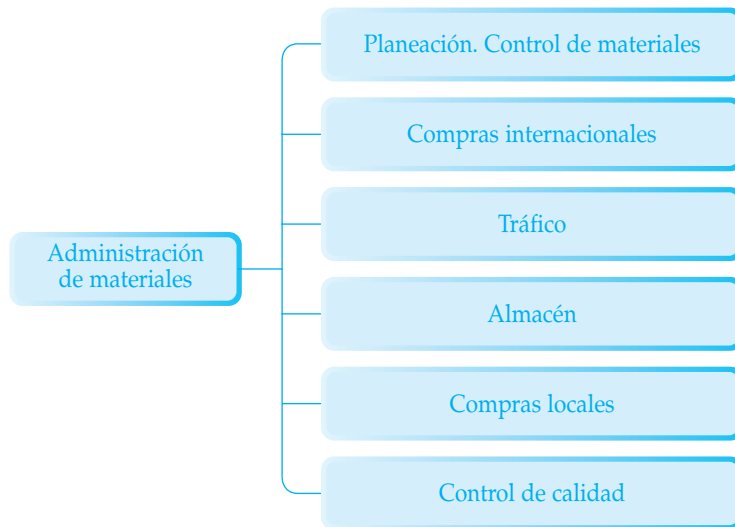 Planeación. Control de materiales
Compras internacionales
Tráfico
Administración
de materiales
Almacén
Compras locales
Control de calidad